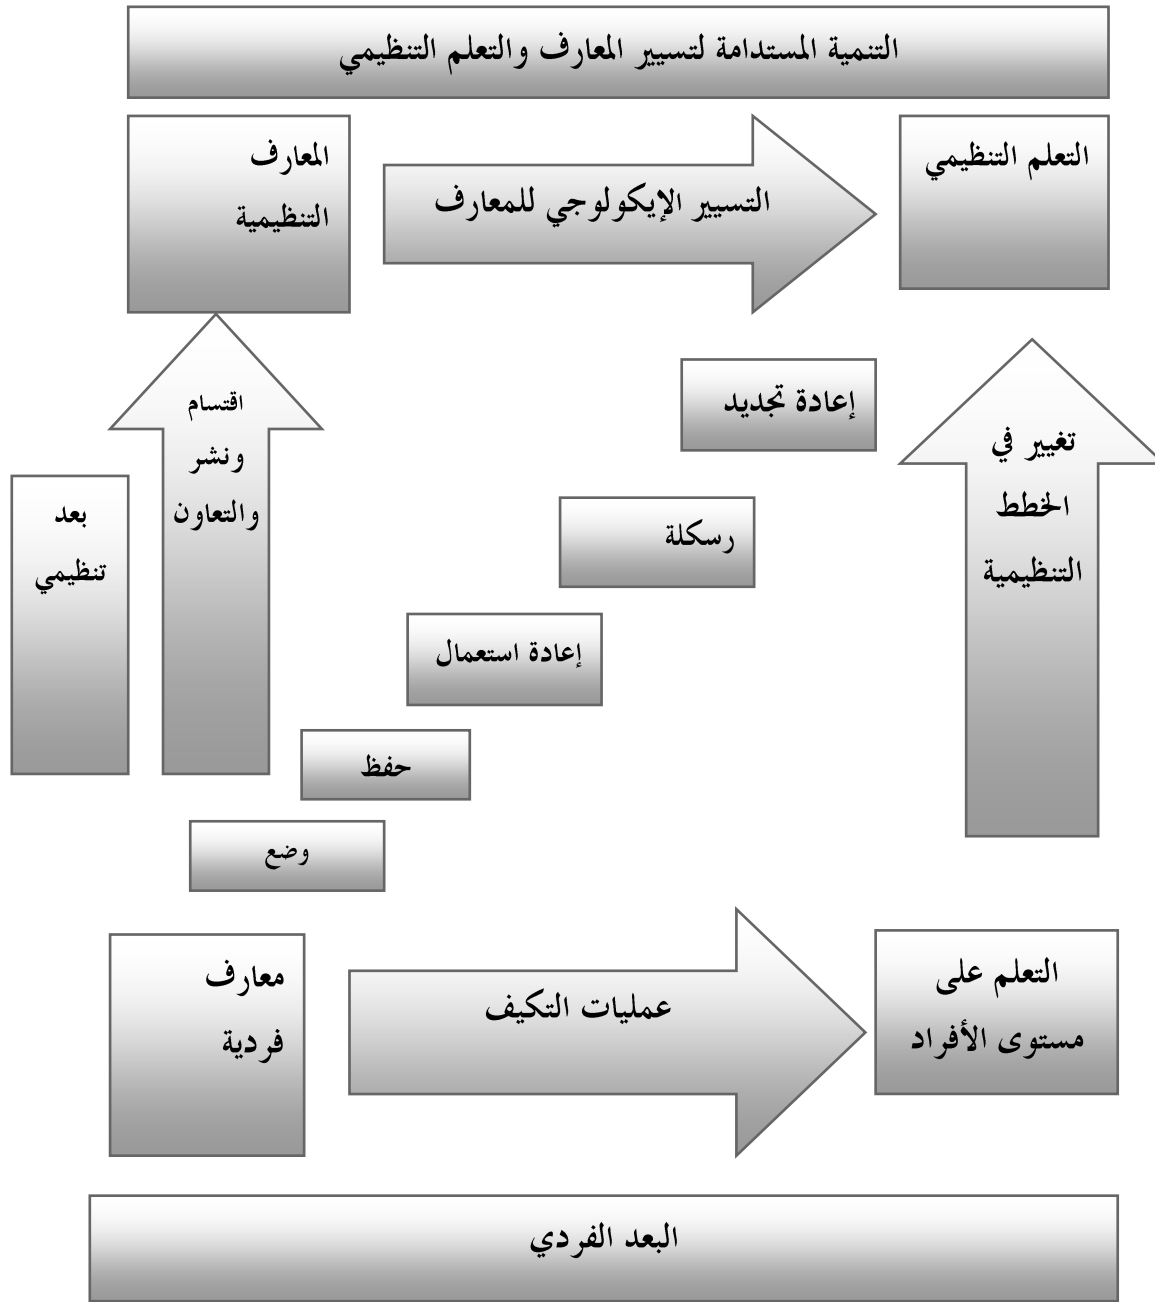 التنمية المستدامة لتسيير المعارف والتعلم التنظيمي
التعلم التنظيمي
التسيير الإيكولوجي للمعارف
المعارف
التنظيمية
إعادة تجديد
تغيير في
الخطط
التنظيمية
اقتسام
ونشر
والتعاون
بعد
تنظيمي
رسكلة
إعادة استعمال
حفظ
وضع
التعلم على
مستوى الأفراد
عمليات التكيف
معارف
فردية
البعد الفردي